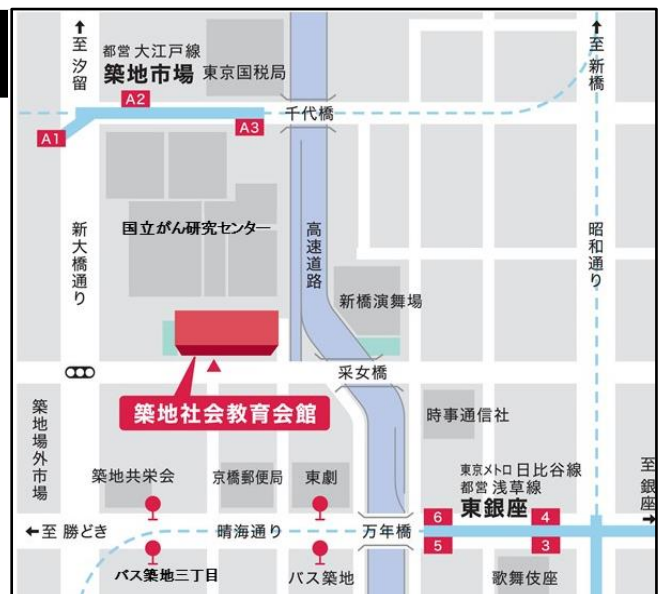 ↑至 汐留
都営 大江戸線
築地市場
東京国税局
↑至 新橋
A2
A1
A3
千代橋
新大橋通り
国立がん研究センター
高速道路
昭和通り
新橋演舞場
采女橋
築地社会教育会館
築地場外市場
時事通信社
築地共栄会
京橋郵便局
東劇
東京メトロ 日比谷線
都営 浅草線
東銀座
至 銀座→
←至 勝どき
晴海通り
万年橋
6
4
5
3
バス築地三丁目
バス築地
歌舞伎座